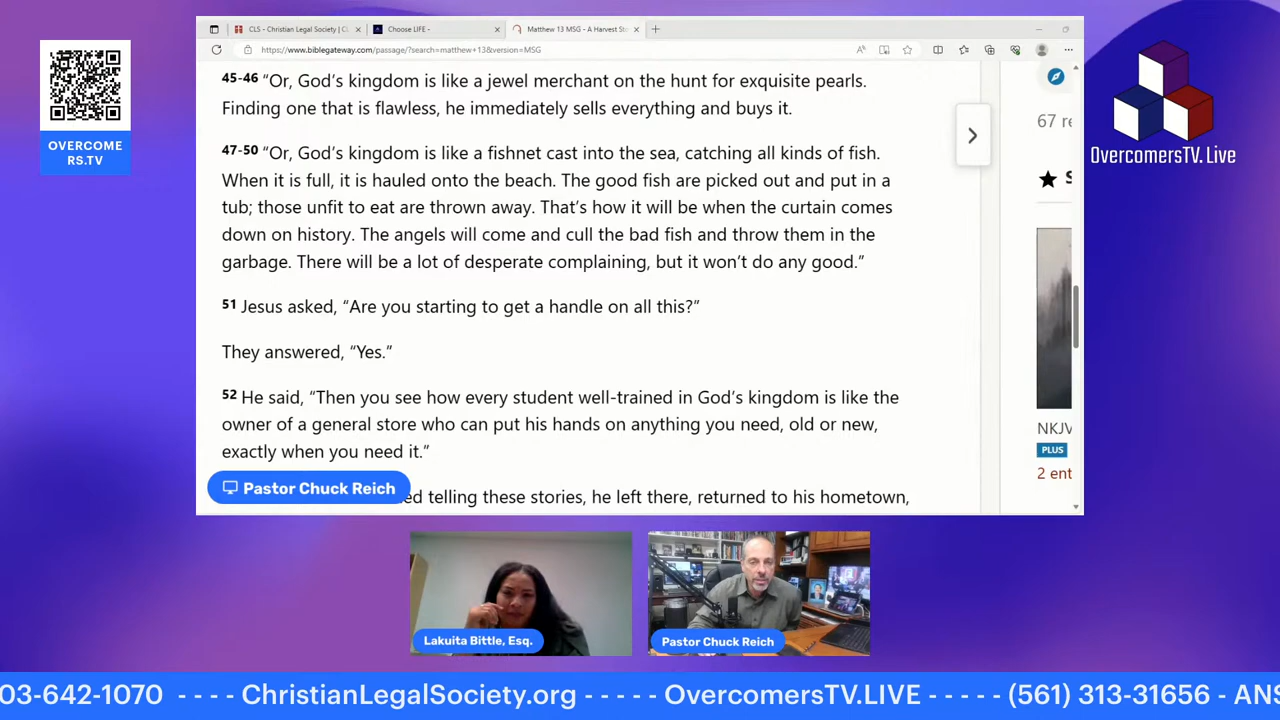 CLS - Christian Legal Society | CL
Choose LIFE -
Matthew 13 MSG - A Harvest St
https://www.biblegateway.com/passage/?search=matthew+13&version=MSG
OVERCOME
RS.TV
OvercomersTV.Live
45-46 “Or, God’s kingdom is like a jewel merchant on the hunt for exquisite pearls.
Finding one that is flawless, he immediately sells everything and buys it.
47-50 “Or, God’s kingdom is like a fishnet cast into the sea, catching all kinds of fish.
When it is full, it is hauled onto the beach. The good fish are picked out and put in a
tub; those unfit to eat are thrown away. That’s how it will be when the curtain comes
down on history. The angels will come and cull the bad fish and throw them in the
garbage. There will be a lot of desperate complaining, but it won’t do any good.”
51 Jesus asked, “Are you starting to get a handle on all this?”
They answered, “Yes.”
52 He said, “Then you see how every student well-trained in God’s kingdom is like the
owner of a general store who can put his hands on anything you need, old or new,
exactly when you need it.”
ed telling these stories, he left there, returned to his hometown,
67 re
S
NKJV
PLUS
2 ent
Pastor Chuck Reich
Lakuita Bittle, Esq.
Pastor Chuck Reich
03-642-1070 - - - - ChristianLegalSociety.org - - - - - OvercomersTV.LIVE - - - - - (561) 313-31656 - ANS